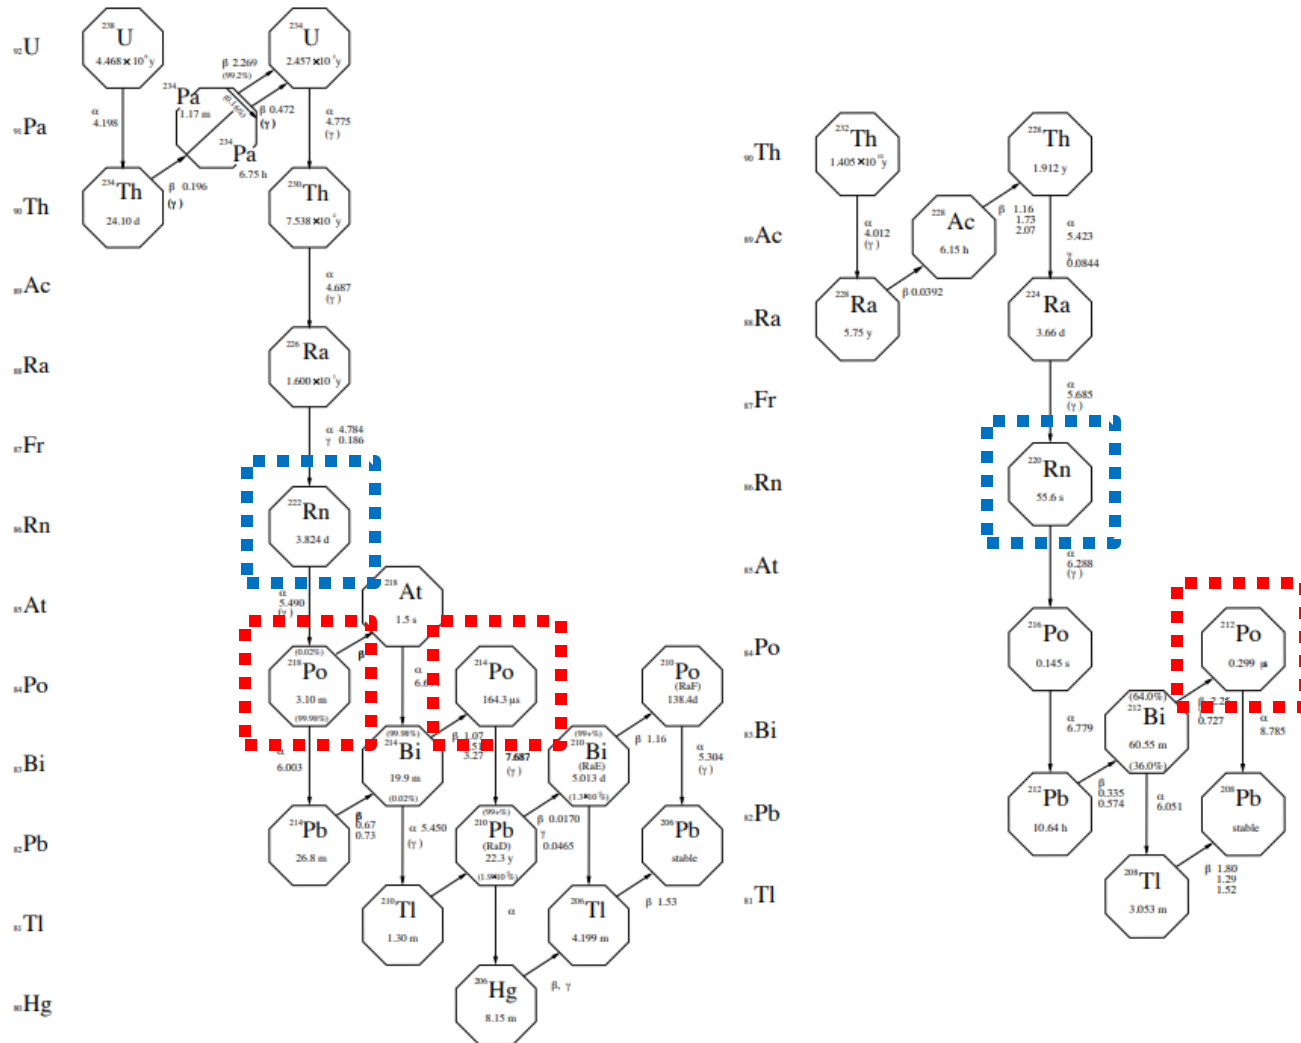 92U
238U
4.468×10⁹y
234U
2.457×10⁵y
β 2.269
(99.2%)
234Pa
1.17 m
β 0.472
(γ)
α
4.198
α
4.775
(γ)
91Pa
234Pa
6.75 h
234Th
24.10 d
β 0.196
(γ)
230Th
7.538×10⁴y
90Th
α
4.687
(γ)
89Ac
226Ra
1.600×10³y
88Ra
α 4.784
γ 0.186
87Fr
222Rn
3.824 d
86Rn
α
5.490
(γ)
218At
1.5 s
85At
(0.02%)
218Po
3.10 m
(99.98%)
β
α
214Po
164.3 μs
210Po
(RaF)
138.4d
84Po
α
6.003
(99.98%)
214Bi
19.9 m
(0.02%)
β 1.07
3.27
7.687
(γ)
(99+%)
210Bi
(RaE)
5.013 d
β 1.16
α
5.304
(γ)
83Bi
214Pb
26.8 m
β
0.67
0.73
α 5.450
(γ)
(99+%)
210Pb
(RaD)
22.3 y
β 0.0170
γ
0.0465
206Pb
stable
82Pb
210Tl
1.30 m
α
206Tl
4.199 m
β 1.53
81Tl
206Hg
8.15 m
β, γ
80Hg
90Th
232Th
1.405×10¹⁰y
228Th
1.912 y
α
4.012
(γ)
228Ac
6.15 h
β 1.16
1.73
2.07
α
5.423
γ
0.0844
89Ac
228Ra
5.75 y
β 0.0392
224Ra
3.66 d
88Ra
α
5.685
(γ)
87Fr
220Rn
55.6 s
86Rn
α
6.288
(γ)
85At
216Po
0.145 s
212Po
0.299 μs
84Po
α
6.779
(64.0%)
212Bi
60.55 m
(36.0%)
β 2.25
0.727
α
8.785
83Bi
212Pb
10.64 h
β
0.335
0.574
α
6.051
208Pb
stable
82Pb
208Tl
3.053 m
β 1.80
1.29
1.52
81Tl